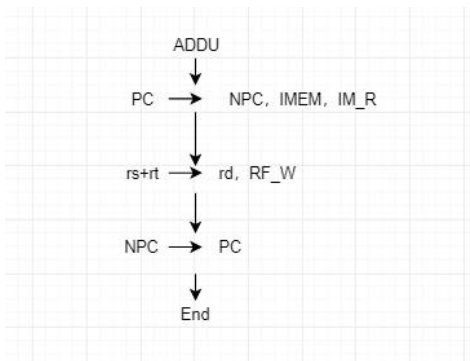 ADDU
PC → NPC, IMEM, IM_R
rs+rt → rd, RF_W
NPC → PC
End